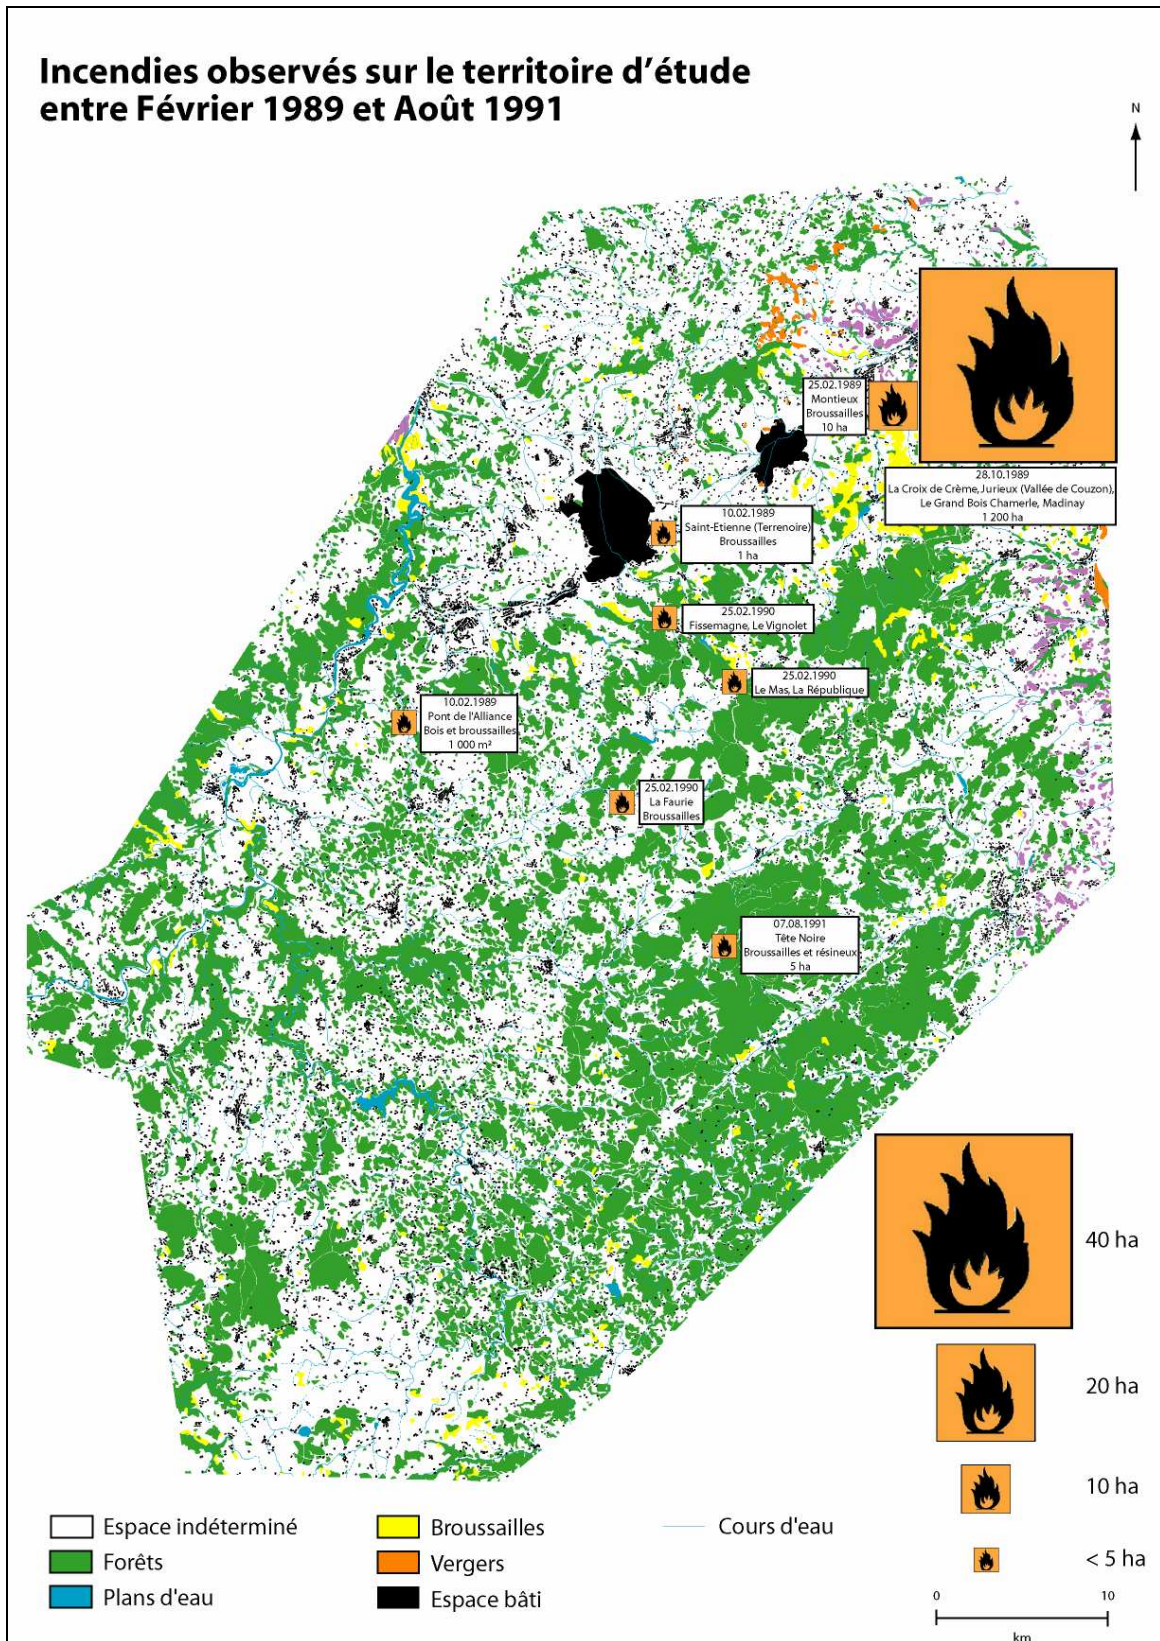 Incendies observés sur le territoire d'étude
entre Février 1989 et Août 1991
N
25.02.1989
Montieux
Broussailles
10 ha
28.10.1989
La Croix de Crème, Jurieux (Vallée de Couzon),
Le Grand Bois Chamerle, Madinay
1 200 ha
10.02.1989
Saint-Etienne (Terrenoire)
Broussailles
1 ha
25.02.1990
Fissemagne, Le Vignolet
25.02.1990
Le Mas, La République
10.02.1989
Pont de l'Alliance
Bois et broussailles
1 000 m²
25.02.1990
La Faurie
Broussailles
07.08.1991
Tête Noire
Broussailles et résineux
5 ha
40 ha
20 ha
10 ha
< 5 ha
Espace indéterminé
Forêts
Plans d'eau
Broussailles
Vergers
Espace bâti
Cours d'eau
0 10
km